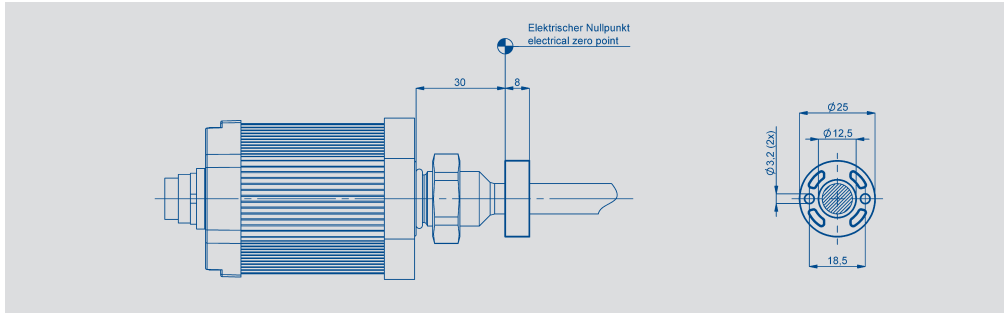 Elektrischer Nullpunkt
electrical zero point
30
8
Ø25
Ø12,5
Ø3,2 (2x)
18,5